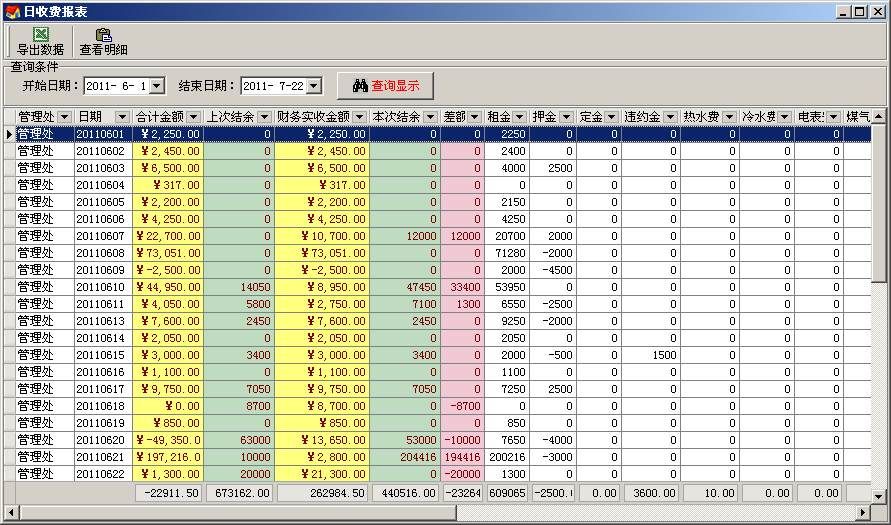 日收费报表
导出数据 查看明细
查询条件
开始日期： 2011- 6- 1 结束日期： 2011- 7-22 查询显示
管理处 日期 合计金额 上次结余 财务实收金额 本次结余 差额 租金 押金 定金 违约金 热水费 冷水费 电表 煤气
管理处 20110601 ¥2,250.00 0 ¥2,250.00 0 0 2250 0 0 0 0 0 0
管理处 20110602 ¥2,450.00 0 ¥2,450.00 0 0 2400 0 0 0 0 0 0
管理处 20110603 ¥6,500.00 0 ¥6,500.00 0 0 4000 2500 0 0 0 0 0
管理处 20110604 ¥317.00 0 ¥317.00 0 0 0 0 0 0 0 0 0
管理处 20110605 ¥2,200.00 0 ¥2,200.00 0 0 2150 0 0 0 0 0 0
管理处 20110606 ¥4,250.00 0 ¥4,250.00 0 0 4250 0 0 0 0 0 0
管理处 20110607 ¥22,700.00 0 ¥10,700.00 12000 12000 20700 2000 0 0 0 0 0
管理处 20110608 ¥73,051.00 0 ¥73,051.00 0 0 71280 -2000 0 0 0 0 0
管理处 20110609 ¥-2,500.00 0 ¥-2,500.00 0 0 2000 -4500 0 0 0 0 0
管理处 20110610 ¥44,950.00 14050 ¥8,950.00 47450 33400 53950 0 0 0 0 0 0
管理处 20110611 ¥4,050.00 5800 ¥2,750.00 7100 1300 6550 -2500 0 0 0 0 0
管理处 20110613 ¥7,600.00 2450 ¥7,600.00 2450 0 9250 -2000 0 0 0 0 0
管理处 20110614 ¥2,050.00 0 ¥2,050.00 0 0 2050 0 0 0 0 0 0
管理处 20110615 ¥3,000.00 3400 ¥3,000.00 3400 0 2000 -500 0 1500 0 0 0
管理处 20110616 ¥1,100.00 0 ¥1,100.00 0 0 1100 0 0 0 0 0 0
管理处 20110617 ¥9,750.00 7050 ¥9,750.00 7050 0 7250 2500 0 0 0 0 0
管理处 20110618 ¥0.00 8700 ¥8,700.00 0 -8700 0 0 0 0 0 0 0
管理处 20110619 ¥850.00 0 ¥850.00 0 0 850 0 0 0 0 0 0
管理处 20110620 ¥-49,350.0 63000 ¥13,650.00 53000 -10000 7650 -4000 0 0 0 0 0
管理处 20110621 ¥197,216.0 10000 ¥2,800.00 204416 194416 200216 -3000 0 0 0 0 0
管理处 20110622 ¥1,300.00 20000 ¥21,300.00 0 -20000 1300 0 0 0 0 0 0
-22911.50 673162.00 262984.50 440516.00 -23264 609065 -2500. 0.00 3600.00 10.00 0.00 0.00